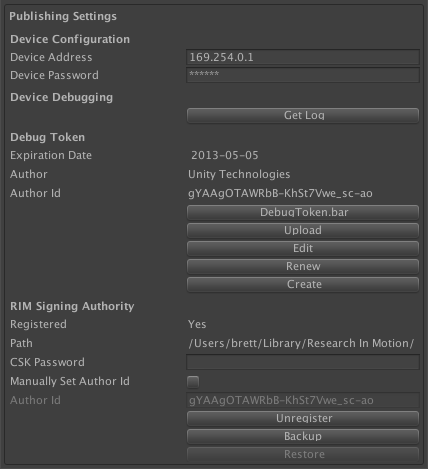 Publishing Settings
Device Configuration
Device Address 169.254.0.1
Device Password ******
Device Debugging
Get Log
Debug Token
Expiration Date 2013-05-05
Author Unity Technologies
Author Id gYAAgOTAWRbB-KhSt7Vwe_sc-ao
DebugToken.bar
Upload
Edit
Renew
Create
RIM Signing Authority
Registered Yes
Path /Users/brett/Library/Research In Motion/
CSK Password
Manually Set Author Id
Author Id gYAAgOTAWRbB-KhSt7Vwe_sc-ao
Unregister
Backup
Restore